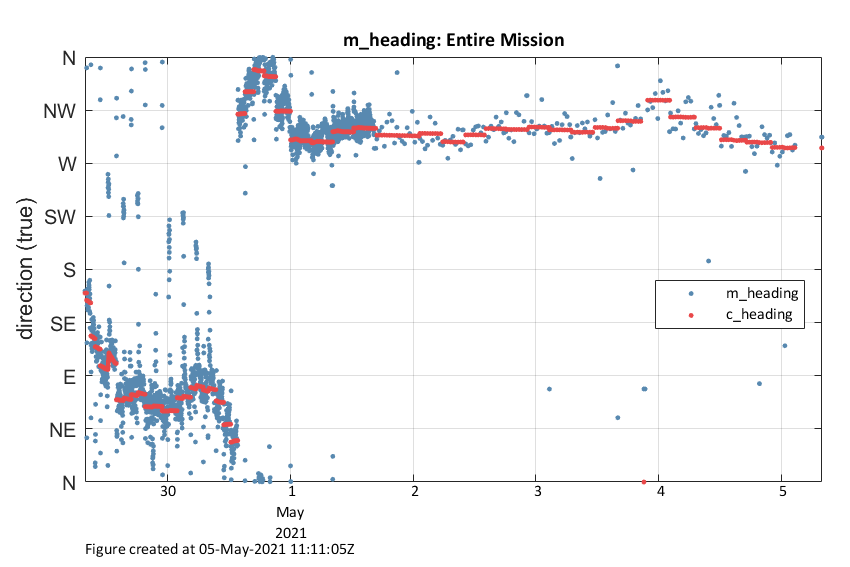 m_heading: Entire Mission
direction (true)
N
NW
W
SW
S
SE
E
NE
N
m_heading
c_heading
30 1 2 3 4 5
May
2021
Figure created at 05-May-2021 11:11:05Z